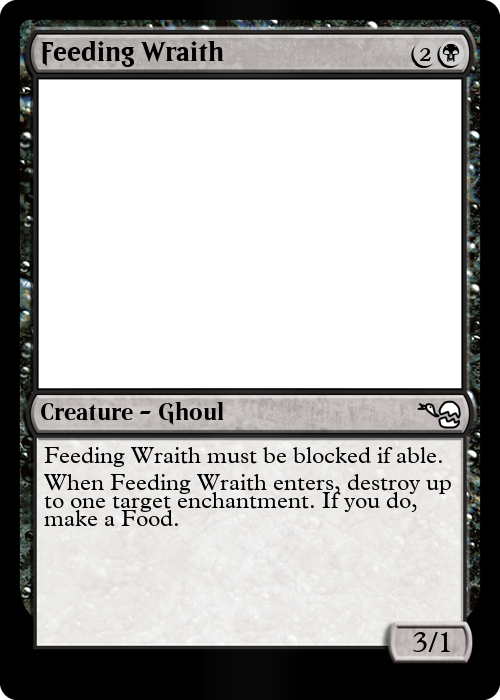 Feeding Wraith 2
Creature – Ghoul
Feeding Wraith must be blocked if able.
When Feeding Wraith enters, destroy up
to one target enchantment. If you do,
make a Food.
3/1